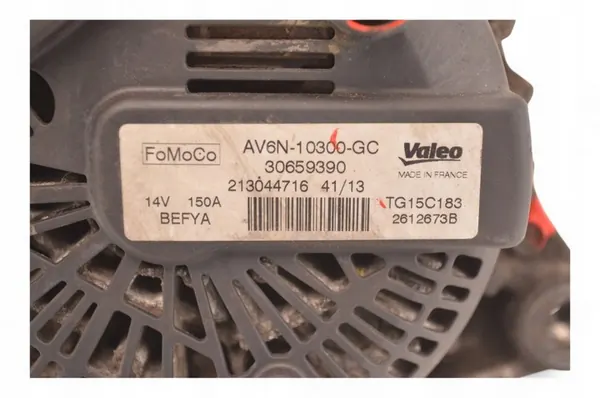 FoMoCo
AV6N-10300-GC
30659390
213044716 41/13
Valeo
MADE IN FRANCE
14V 150A
BEFYA
TG15C183
2612673B